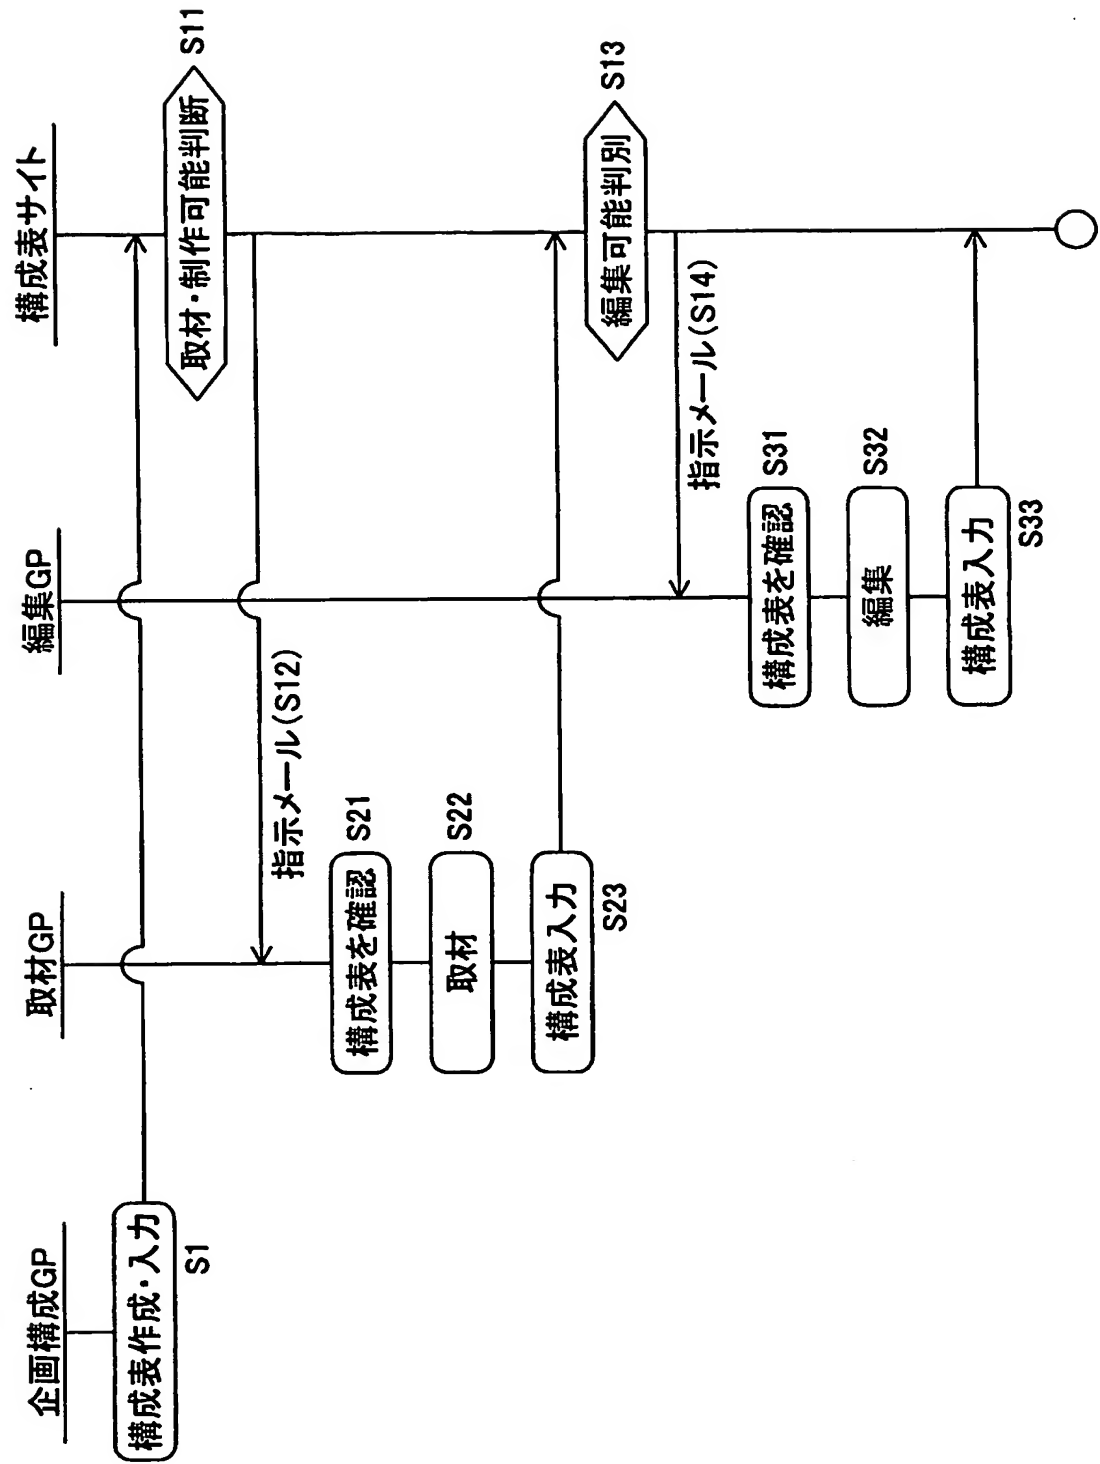 企画構成GP
取材GP
編集GP
構成表サイト
構成表作成・入力
S1
取材・制作可能判断
S11
指示メール(S12)
構成表を確認
S21
取材
S22
構成表入力
S23
編集可能判別
S13
指示メール(S14)
構成表を確認
S31
編集
S32
構成表入力
S33